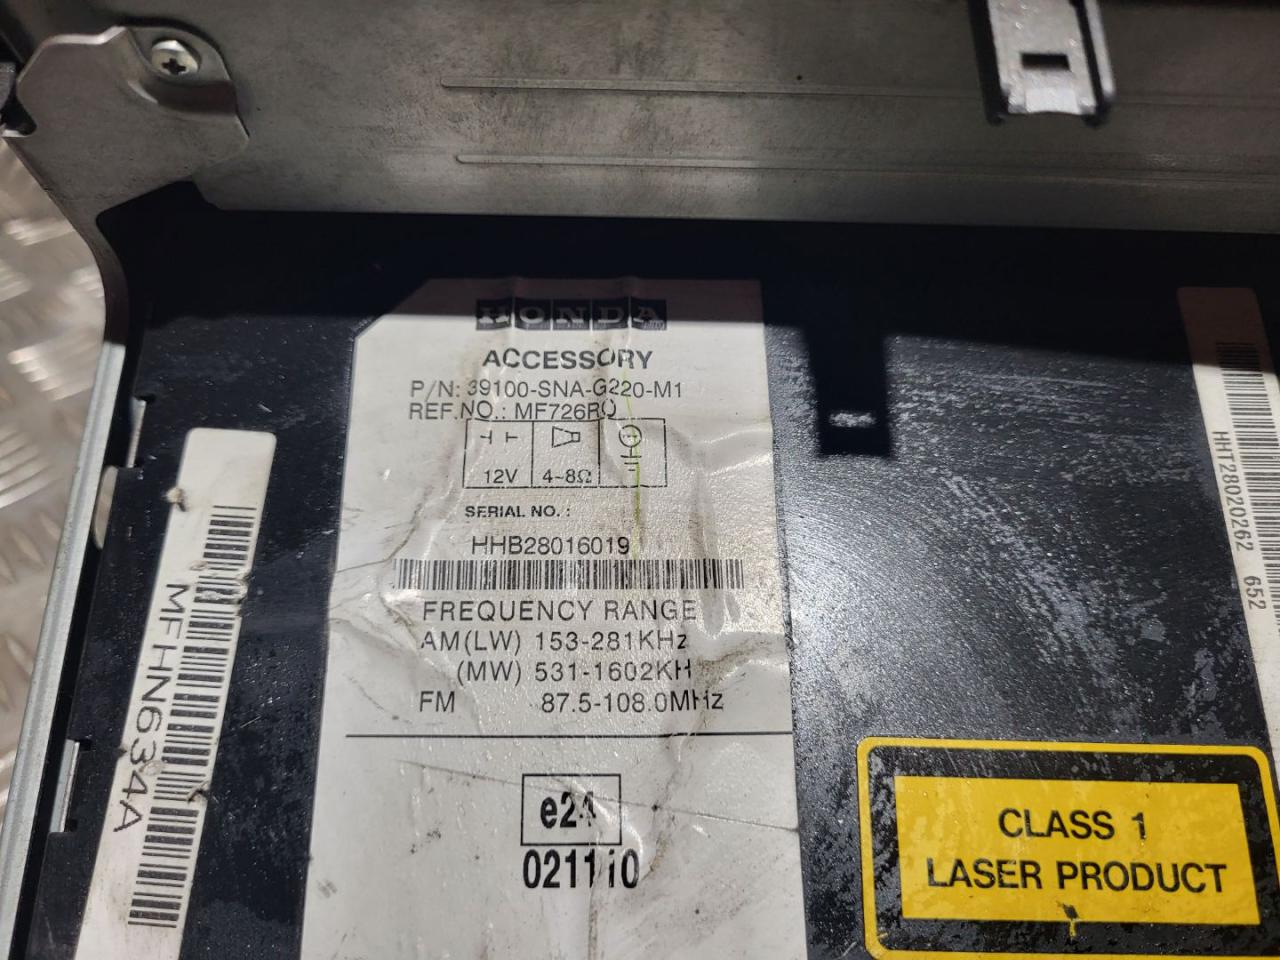 HONDA
ACCESSORY
P/N: 39100-SNA-G220-M1
REF.NO.: MF726RO
12V 4~8Ω
SERIAL NO.:
HHB28016019
FREQUENCY RANGE
AM(LW) 153-281KHz
(MW) 531-1602KH
FM 87.5-108.0MHz
e24
021110
MFHN634A
HHT28020262 652
CLASS 1
LASER PRODUCT